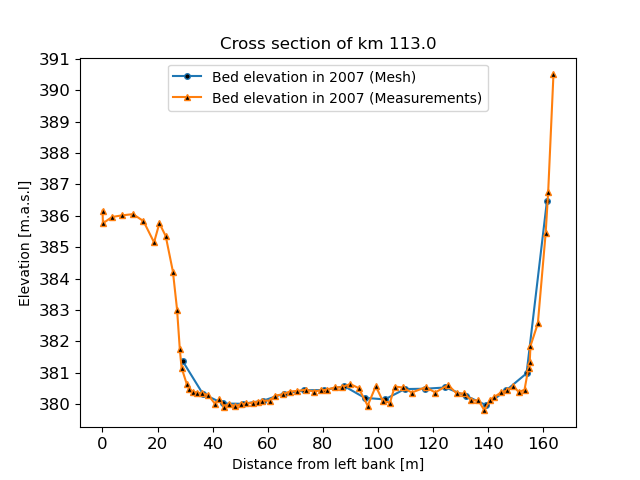 Cross section of km 113.0
Bed elevation in 2007 (Mesh)
Bed elevation in 2007 (Measurements)
Elevation [m.a.s.l]
391
390
389
388
387
386
385
384
383
382
381
380
0 20 40 60 80 100 120 140 160
Distance from left bank [m]